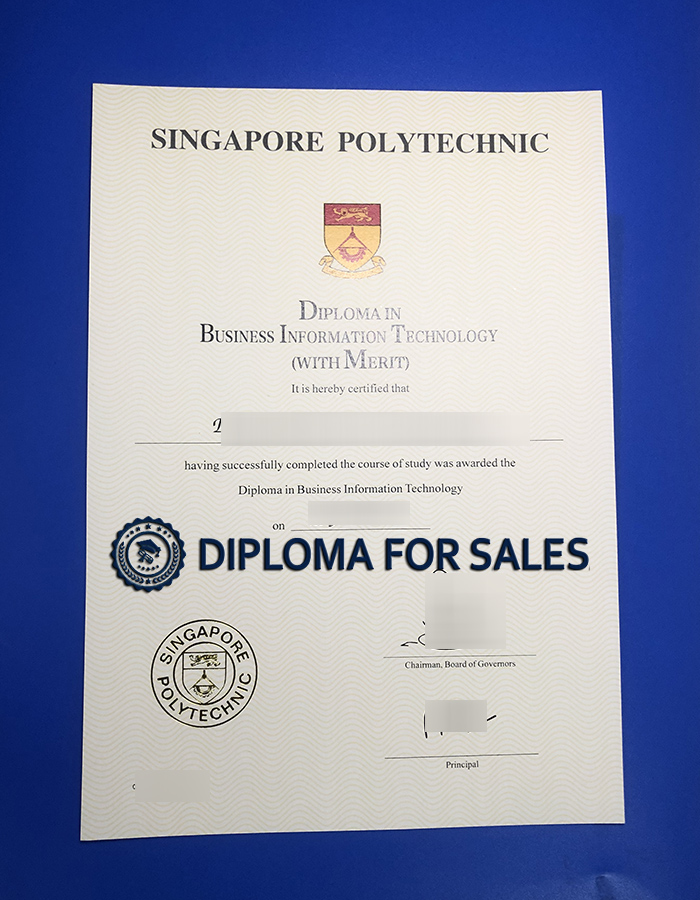 SINGAPORE POLYTECHNIC
DIPLOMA IN
BUSINESS INFORMATION TECHNOLOGY
(WITH MERIT)
It is hereby certified that
having successfully completed the course of study was awarded the
Diploma in Business Information Technology
on
DIPLOMA FOR SALES
SINGAPORE
POLYTECHNIC
Chairman, Board of Governors
Principal